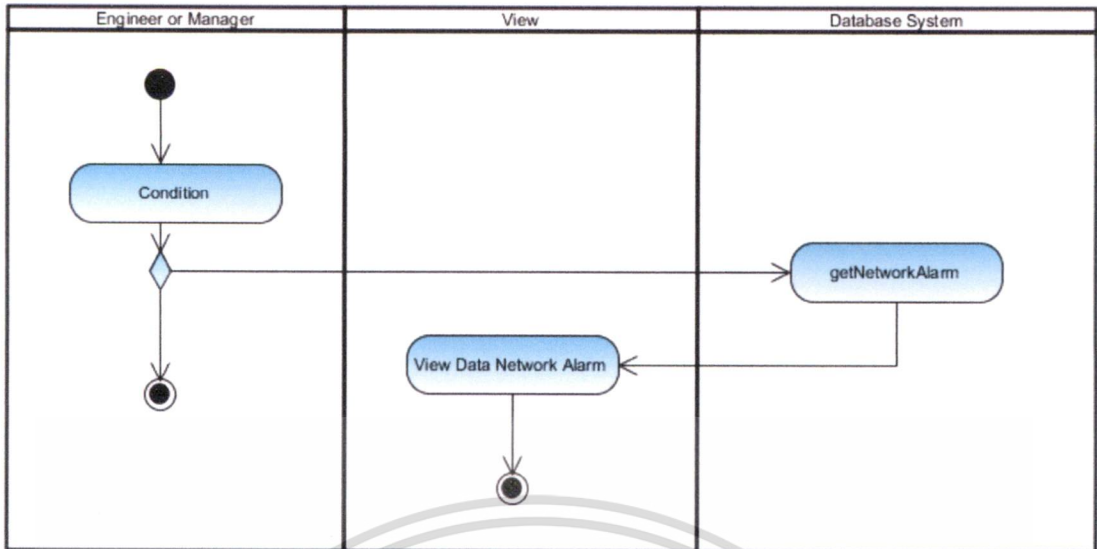 Engineer or Manager
View
Database System
Condition
getNetworkAlarm
View Data Network Alarm